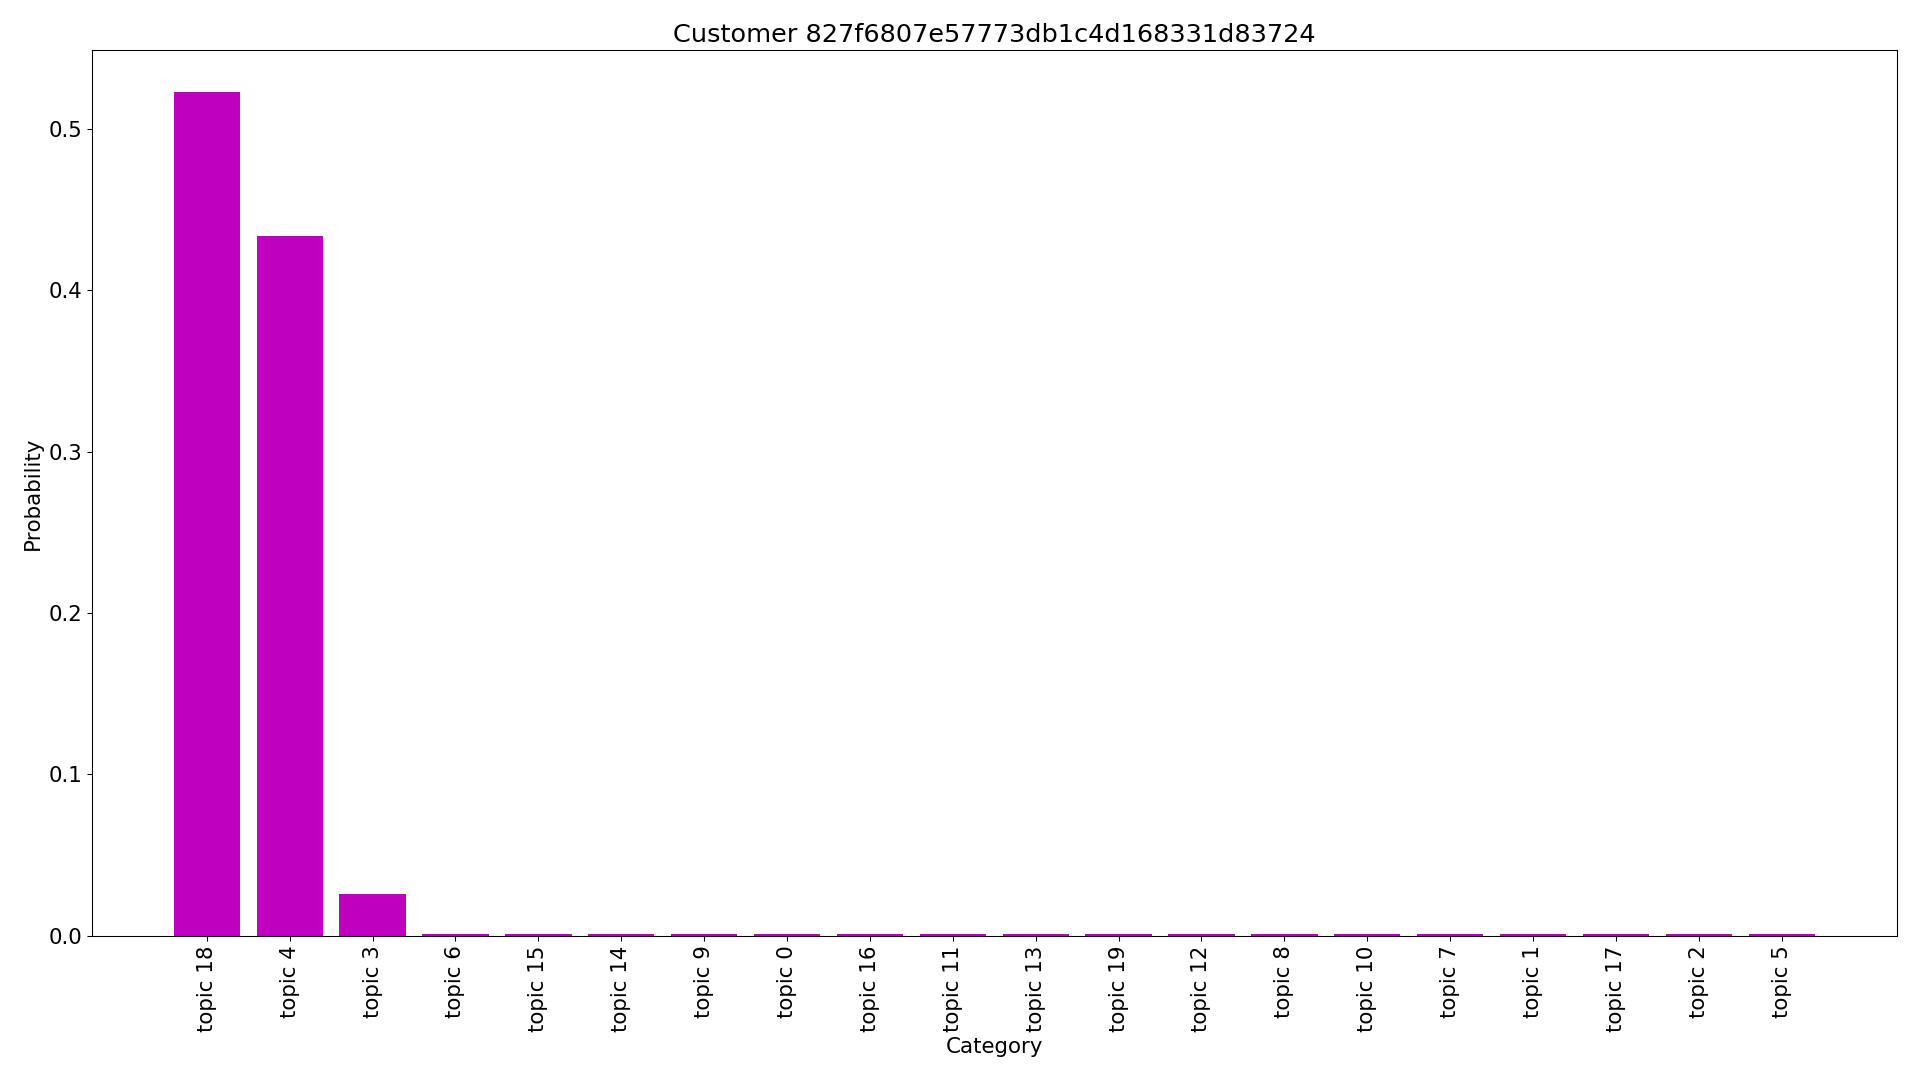 Customer 827f6807e57773db1c4d168331d83724
Probability
0.5
0.4
0.3
0.2
0.1
0.0
topic 18
topic 4
topic 3
topic 6
topic 15
topic 14
topic 9
topic 0
topic 16
topic 11
topic 13
topic 19
topic 12
topic 8
topic 10
topic 7
topic 1
topic 17
topic 2
topic 5
Category